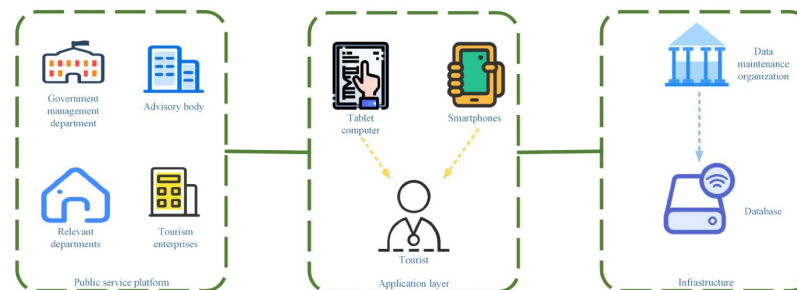 Government
management
department
Advisory body
Relevant
departments
Tourism
enterprises
Public service platform
Tablet
computer
Smartphones
Tourist
Application layer
Data
maintenance
organization
Database
Infrastructure